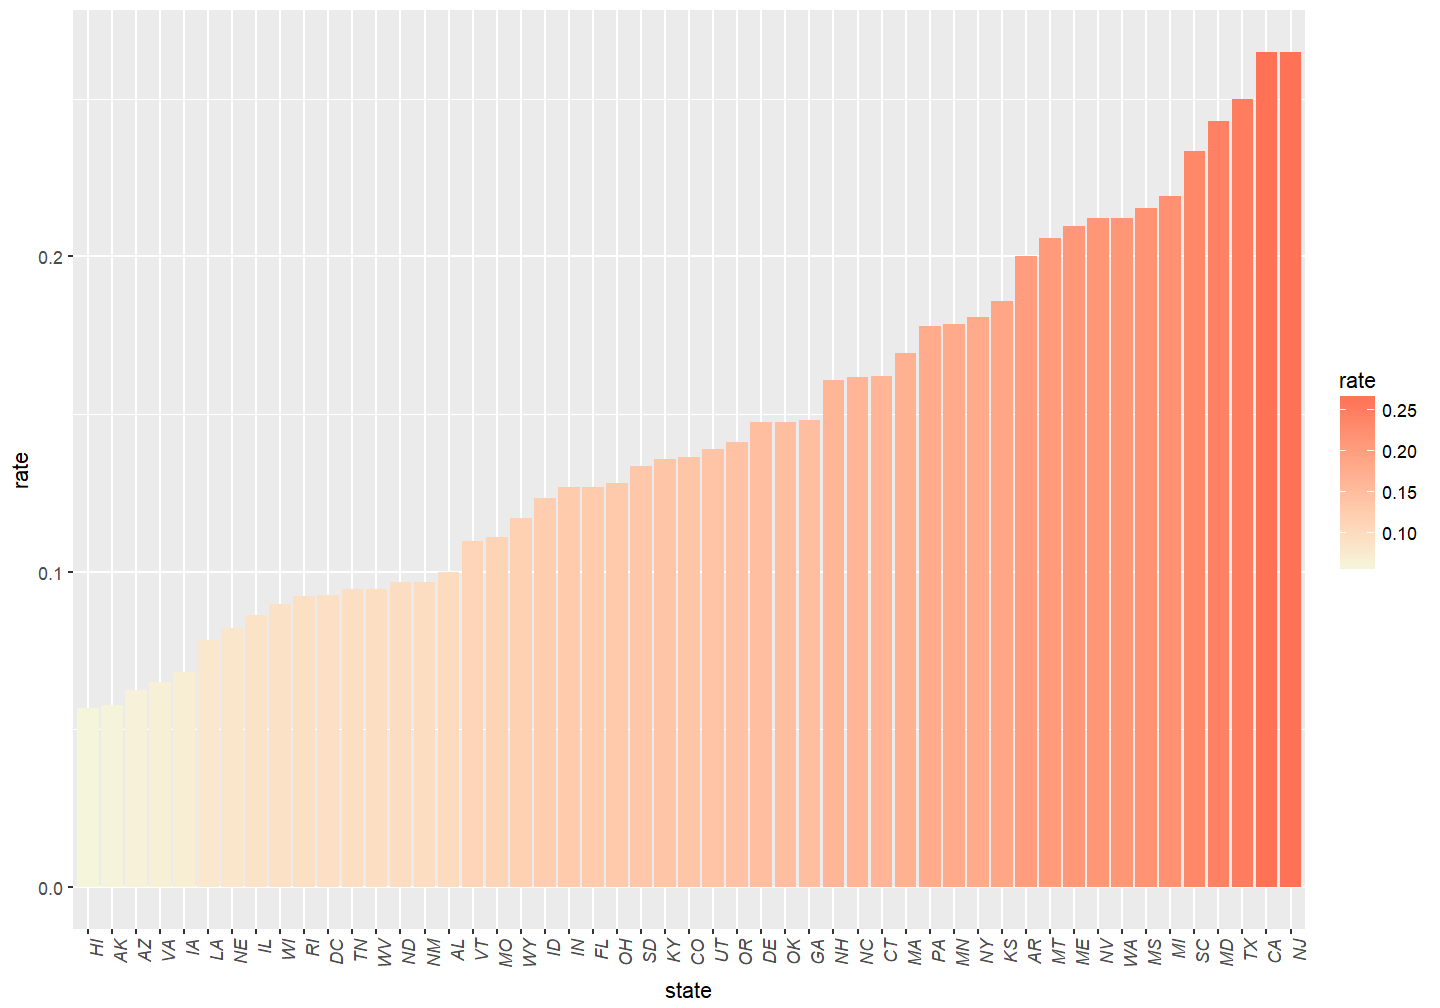 0.2
0.1
0.0
rate
HI AK AZ VA IA LA NE IL WI RI DC TN WV ND NM AL VT MO WY ID IN FL OH SD KY CO UT OR DE OK GA NH NC CT MA PA MN NY KS AR MT ME NV WA MS MI SC MD TX CA NJ
state
rate
0.25
0.20
0.15
0.10